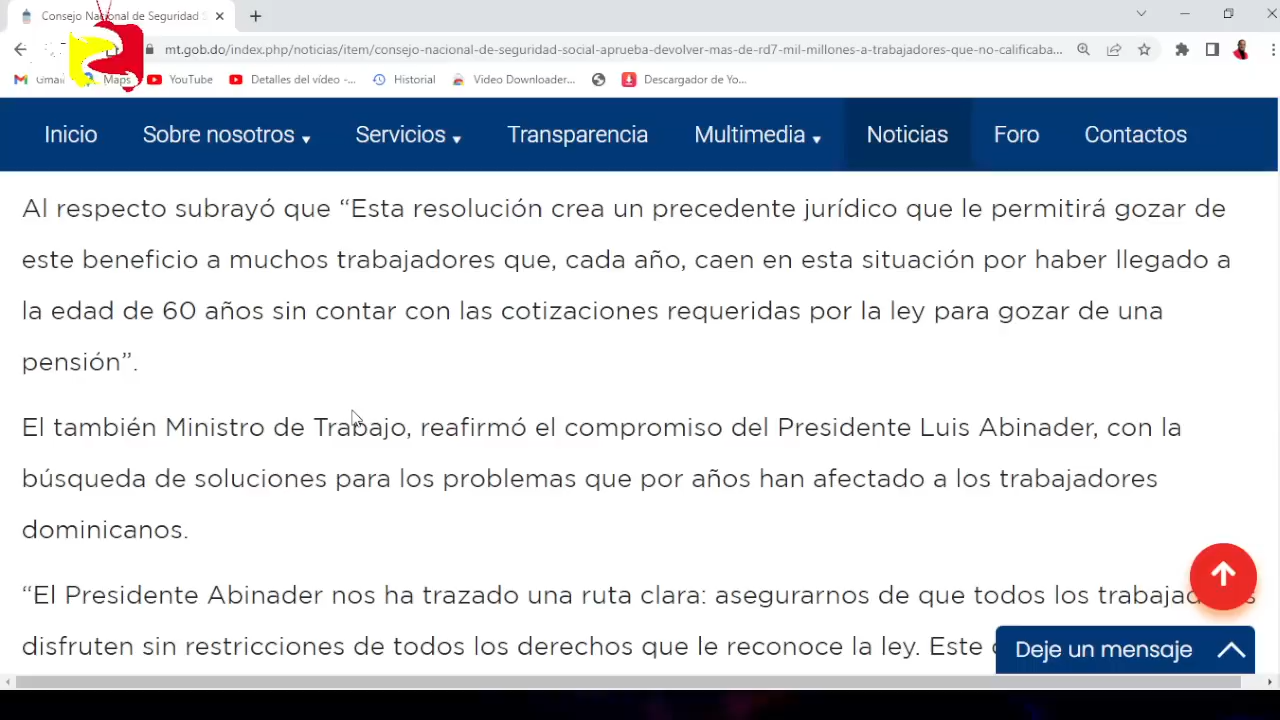 Consejo Nacional de Seguridad S
mt.gob.do/index.php/noticias/item/consejo-nacional-de-seguridad-social-aprueba-devolver-mas-de-rd7-mil-millones-a-trabajadores-que-no-calificaba...
Gmail Maps YouTube Detalles del vídeo -... Historial Video Downloader... Descargador de Yo...
Inicio Sobre nosotros Servicios Transparencia Multimedia Noticias Foro Contactos
Al respecto subrayó que “Esta resolución crea un precedente jurídico que le permitirá gozar de
este beneficio a muchos trabajadores que, cada año, caen en esta situación por haber llegado a
la edad de 60 años sin contar con las cotizaciones requeridas por la ley para gozar de una
pensión”.
El también Ministro de Trabajo, reafirmó el compromiso del Presidente Luis Abinader, con la
búsqueda de soluciones para los problemas que por años han afectado a los trabajadores
dominicanos.
“El Presidente Abinader nos ha trazado una ruta clara: asegurarnos de que todos los trabajadores
disfruten sin restricciones de todos los derechos que le reconoce la ley. Este
Deje un mensaje